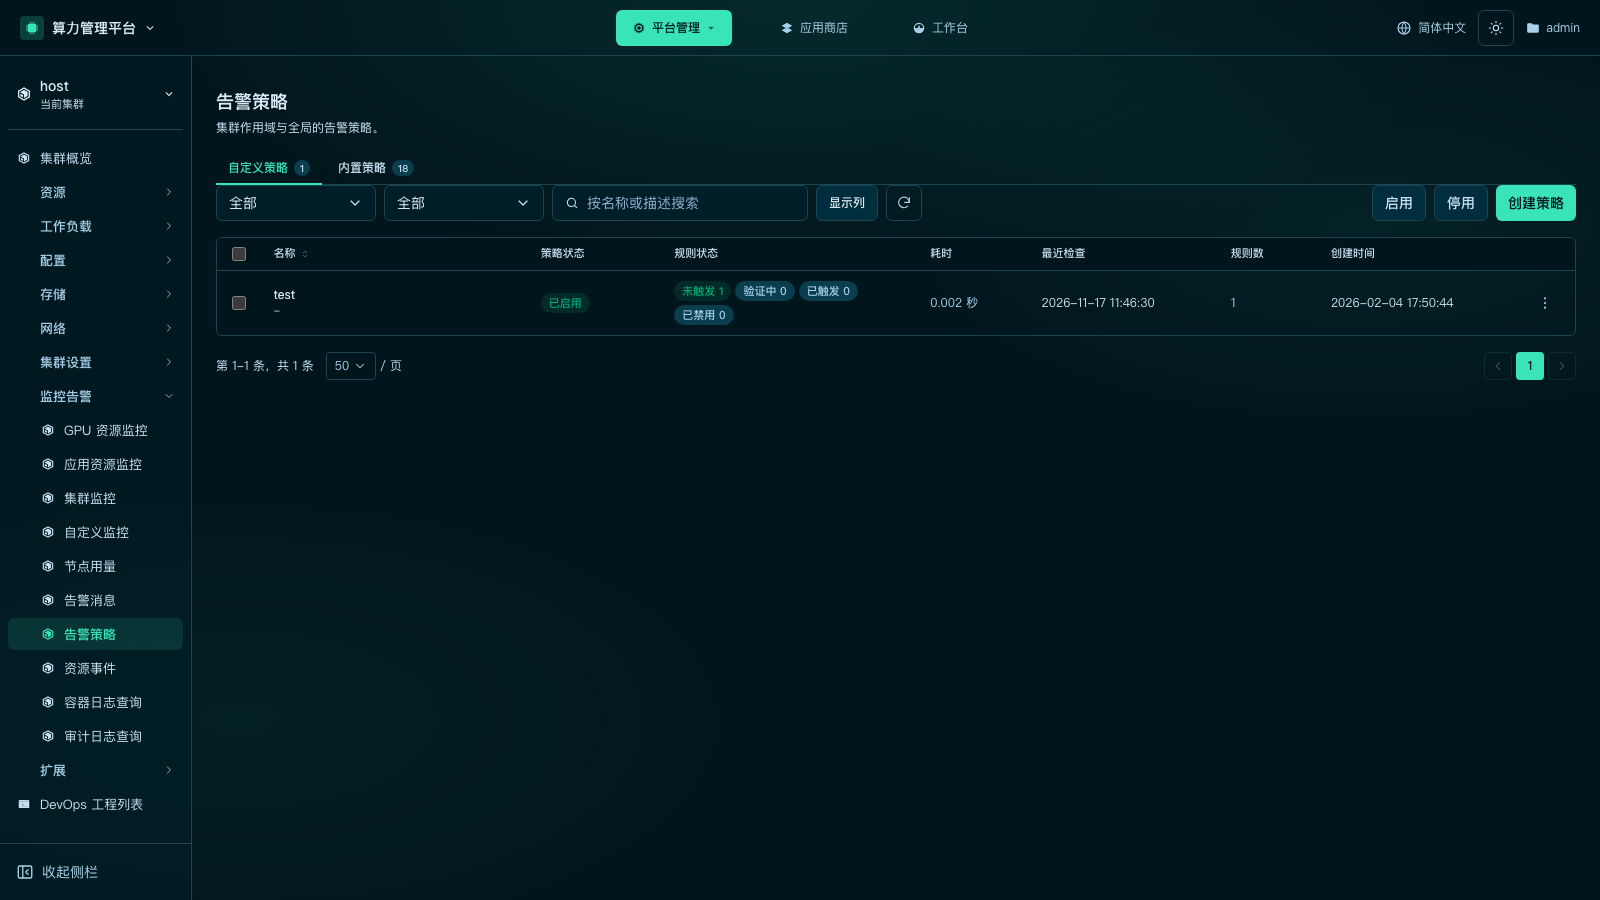 算力管理平台
平台管理
应用商店
工作台
简体中文
admin
host
当前集群
集群概览
资源
工作负载
配置
存储
网络
集群设置
监控告警
GPU 资源监控
应用资源监控
集群监控
自定义监控
节点用量
告警消息
告警策略
资源事件
容器日志查询
审计日志查询
扩展
DevOps 工程列表
收起侧栏
告警策略
集群作用域与全局的告警策略。
自定义策略 1
内置策略 18
全部
全部
按名称或描述搜索
显示列
启用
停用
创建策略
名称 策略状态 规则状态 耗时 最近检查 规则数 创建时间
test
–
已启用
未触发 1 验证中 0 已触发 0
已禁用 0
0.002 秒
2026-11-17 11:46:30
1
2026-02-04 17:50:44
第 1-1 条，共 1 条
50
/ 页
1